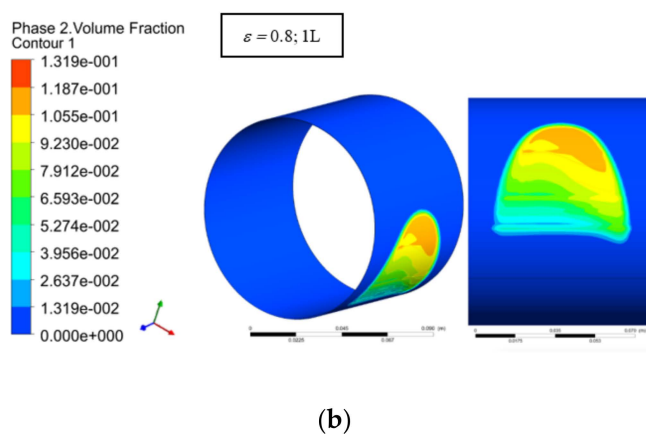 Phase 2.Volume Fraction
Contour 1
ε = 0.8; 1L
1.319e-001
1.187e-001
1.055e-001
9.230e-002
7.912e-002
6.593e-002
5.274e-002
3.956e-002
2.637e-002
1.319e-002
0.000e+000
0 0.045 0.090 (m)
0.0225 0.067
0 0.035 0.070 (m)
0.0175 0.053
(b)